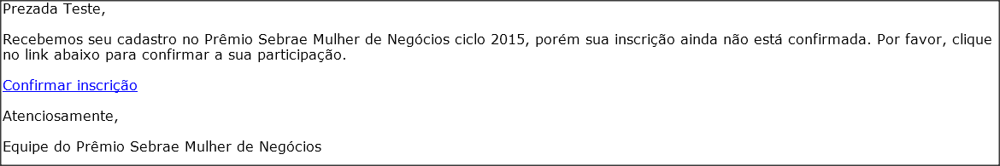 Prezada Teste,
Recebemos seu cadastro no Prêmio Sebrae Mulher de Negócios ciclo 2015, porém sua inscrição ainda não está confirmada. Por favor, clique
no link abaixo para confirmar a sua participação.
Confirmar inscrição
Atenciosamente,
Equipe do Prêmio Sebrae Mulher de Negócios